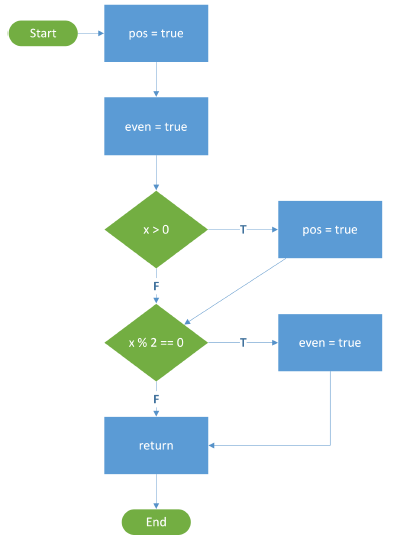 Start
pos = true
even = true
x > 0
T
pos = true
F
x % 2 == 0
T
even = true
F
return
End